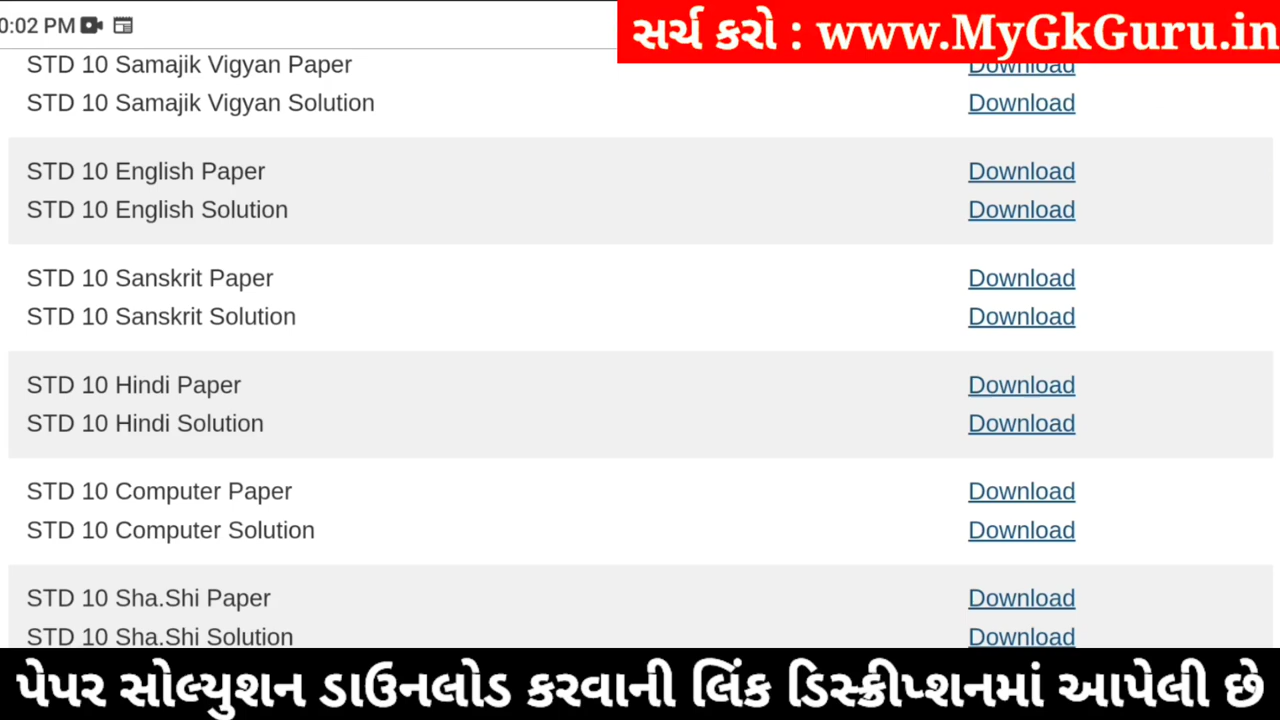 0:02 PM
સર્ચ કરો : www.MyGkGuru.in
STD 10 Samajik Vigyan Paper Download
STD 10 Samajik Vigyan Solution Download
STD 10 English Paper Download
STD 10 English Solution Download
STD 10 Sanskrit Paper Download
STD 10 Sanskrit Solution Download
STD 10 Hindi Paper Download
STD 10 Hindi Solution Download
STD 10 Computer Paper Download
STD 10 Computer Solution Download
STD 10 Sha.Shi Paper Download
STD 10 Sha.Shi Solution Download
પેપર સોલ્યુશન ડાઉનલોડ કરવાની લિંક ડિસ્ક્રીપ્શનમાં આપેલી છે